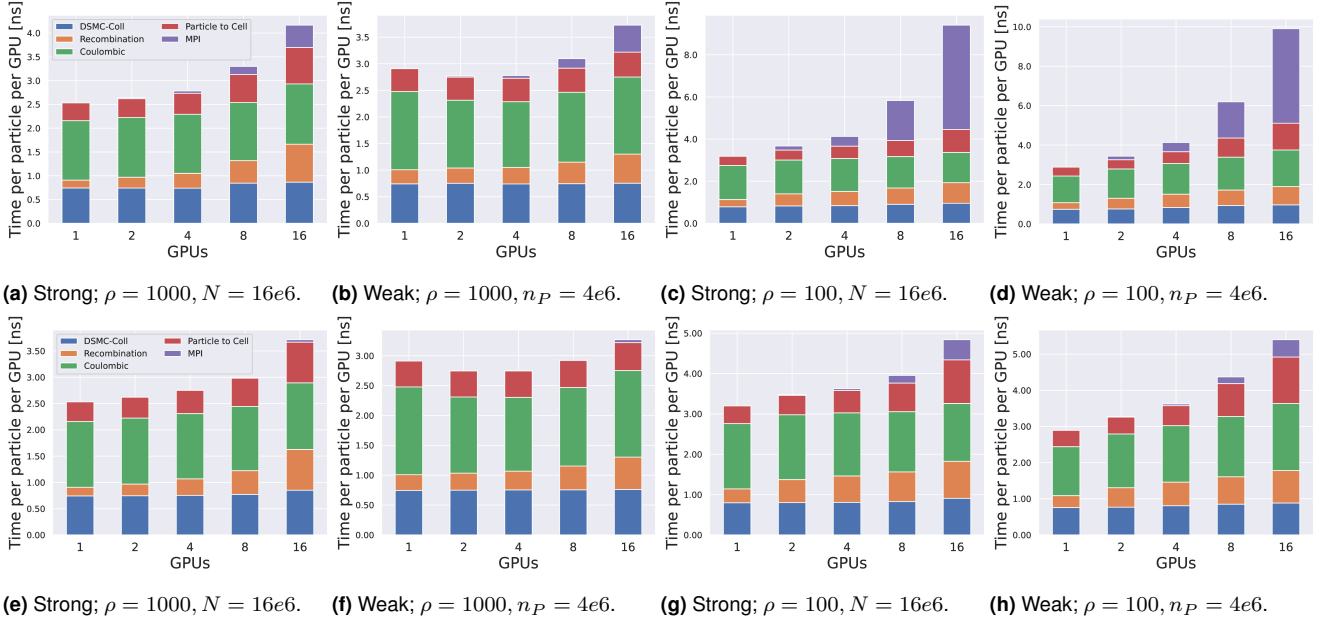 Time per particle per GPU [ns]
DSMC-Coll
Recombination
Coulombic
Particle to Cell
MPI
4.0
3.5
3.0
2.5
2.0
1.5
1.0
0.5
0.0
1 2 4 8 16
GPUs
Time per particle per GPU [ns]
3.5
3.0
2.5
2.0
1.5
1.0
0.5
0.0
1 2 4 8 16
GPUs
Time per particle per GPU [ns]
8.0
6.0
4.0
2.0
0.0
1 2 4 8 16
GPUs
Time per particle per GPU [ns]
10.0
8.0
6.0
4.0
2.0
0.0
1 2 4 8 16
GPUs
(a) Strong; ρ = 1000, N = 16e6.
(b) Weak; ρ = 1000, n_P = 4e6.
(c) Strong; ρ = 100, N = 16e6.
(d) Weak; ρ = 100, n_P = 4e6.
Time per particle per GPU [ns]
DSMC-Coll
Recombination
Coulombic
Particle to Cell
MPI
3.50
3.00
2.50
2.00
1.50
1.00
0.50
0.00
1 2 4 8 16
GPUs
Time per particle per GPU [ns]
3.00
2.50
2.00
1.50
1.00
0.50
0.00
1 2 4 8 16
GPUs
Time per particle per GPU [ns]
5.00
4.00
3.00
2.00
1.00
0.00
1 2 4 8 16
GPUs
Time per particle per GPU [ns]
5.00
4.00
3.00
2.00
1.00
0.00
1 2 4 8 16
GPUs
(e) Strong; ρ = 1000, N = 16e6.
(f) Weak; ρ = 1000, n_P = 4e6.
(g) Strong; ρ = 100, N = 16e6.
(h) Weak; ρ = 100, n_P = 4e6.